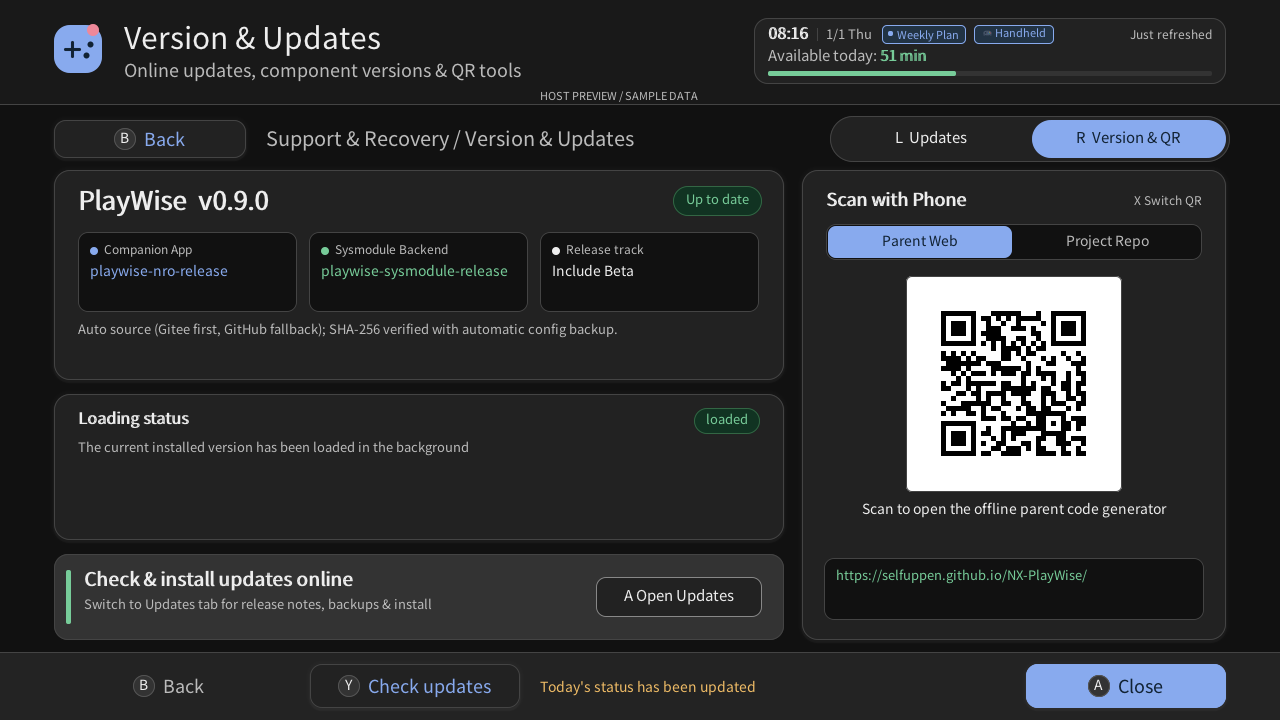 Version & Updates
Online updates, component versions & QR tools
08:16 1/1 Thu Weekly Plan Handheld Just refreshed
Available today: 51 min
HOST PREVIEW / SAMPLE DATA
B Back
Support & Recovery / Version & Updates
L Updates
R Version & QR
PlayWise v0.9.0
Up to date
Companion App
playwise-nro-release
Sysmodule Backend
playwise-sysmodule-release
Release track
Include Beta
Auto source (Gitee first, GitHub fallback); SHA-256 verified with automatic config backup.
Loading status
loaded
The current installed version has been loaded in the background
Check & install updates online
Switch to Updates tab for release notes, backups & install
A Open Updates
Scan with Phone
X Switch QR
Parent Web
Project Repo
Scan to open the offline parent code generator
https://selfuppen.github.io/NX-PlayWise/
B Back
Y Check updates
Today's status has been updated
A Close